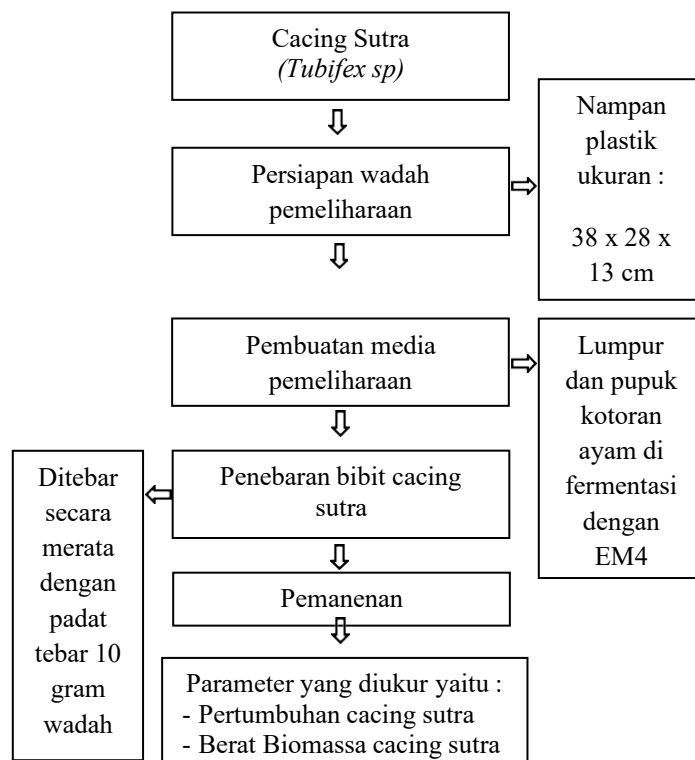 Cacing Sutra
(Tubifex sp)
Persiapan wadah
pemeliharaan
Nampan
plastik
ukuran :
38 x 28 x
13 cm
Pembuatan media
pemeliharaan
Lumpur
dan pupuk
kotoran
ayam di
fermentasi
dengan
EM4
Penebaran bibit cacing
sutra
Ditebar
secara
merata
dengan
padat
tebar 10
gram
wadah
Pemanenan
Parameter yang diukur yaitu :
- Pertumbuhan cacing sutra
- Berat Biomassa cacing sutra